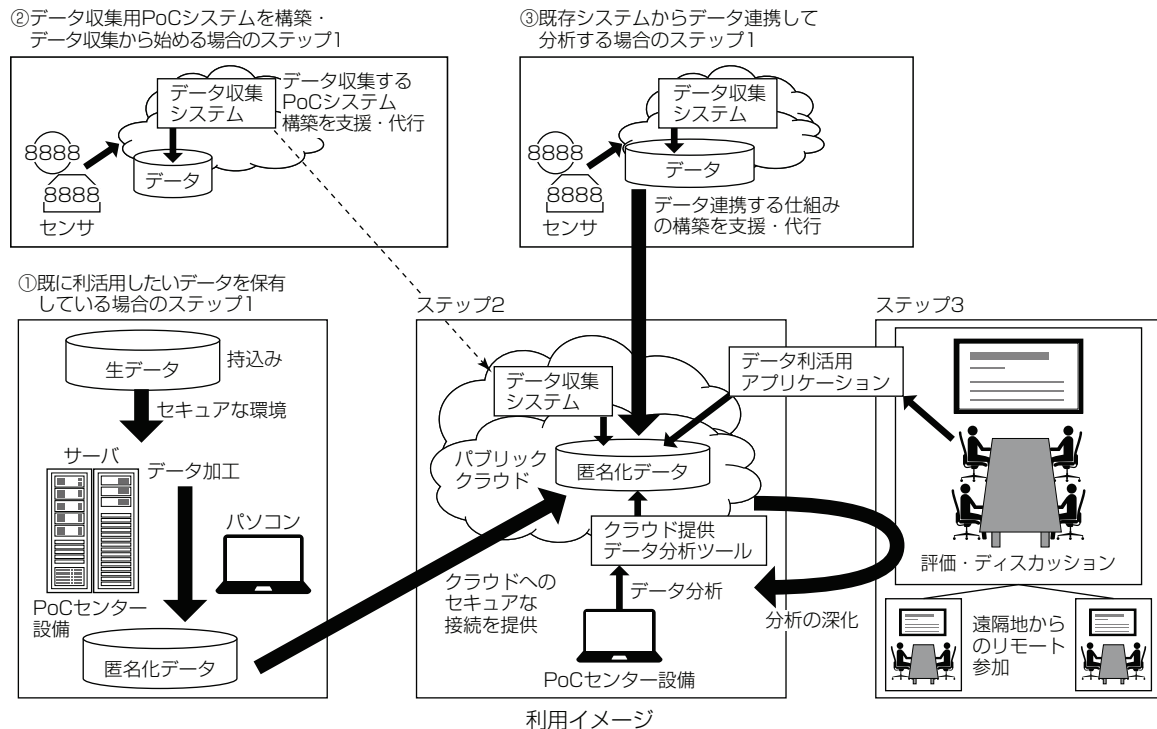 ②データ収集用PoCシステムを構築・
データ収集から始める場合のステップ1
データ収集
システム
データ収集する
PoCシステム
構築を支援・代行
8888
8888
センサ
データ
③既存システムからデータ連携して
分析する場合のステップ1
データ収集
システム
8888
8888
センサ
データ
データ連携する仕組み
の構築を支援・代行
①既に利活用したいデータを保有
している場合のステップ1
生データ
持込み
セキュアな環境
サーバ
データ加工
パソコン
PoCセンター
設備
匿名化データ
ステップ2
データ収集
システム
パブリック
クラウド
匿名化データ
クラウド提供
データ分析ツール
クラウドへの
セキュアな
接続を提供
データ分析
PoCセンター設備
分析の深化
ステップ3
データ利活用
アプリケーション
評価・ディスカッション
遠隔地から
のリモート
参加
利用イメージ